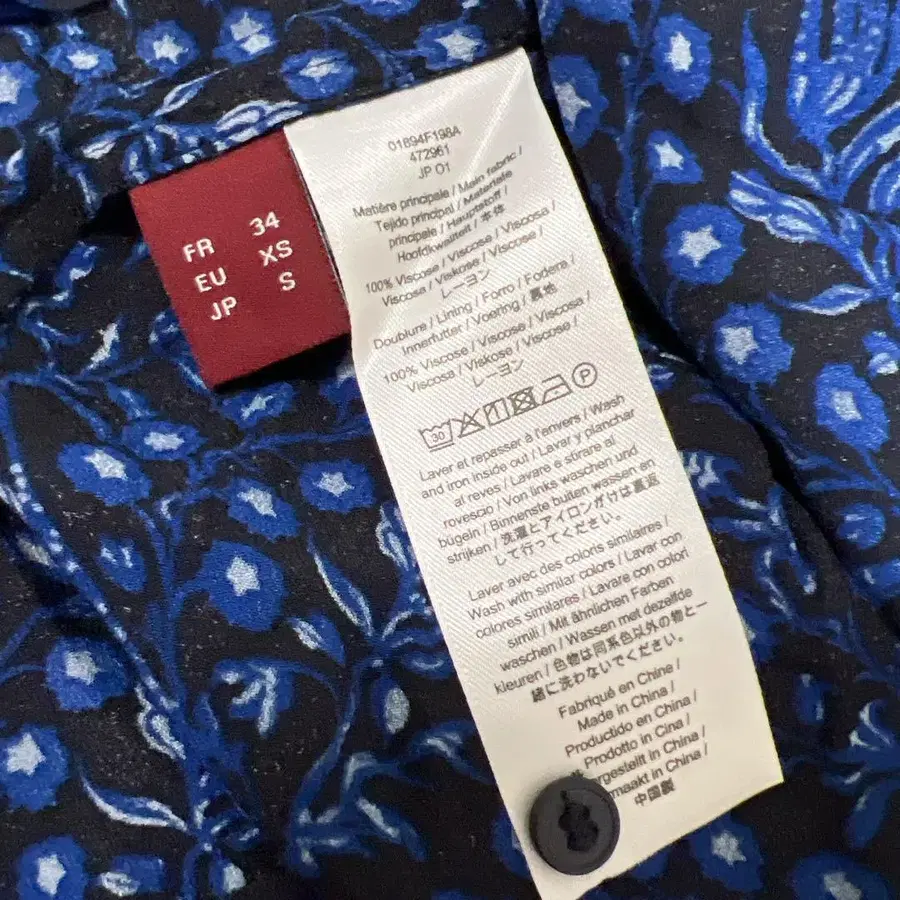 FR 34
EU XS
JP S
01894F198A
472961
JP 01
Matière principale / Main fabric /
Tejido principal / Materiale
principale / Hauptstoff /
Hoofdkwaliteit / 本体
100% Viscose / Viscose / Viscosa /
Viscosa / Viskose / Viscose /
レーヨン
Doublure / Lining / Forro / Fodera /
Innenfutter / Voering / 裏地
100% Viscose / Viscose / Viscosa /
Viscosa / Viskose / Viscose /
レーヨン
30
P
Laver et repasser à l'envers / Wash
and iron inside out / Lavar y planchar
al reves / Lavare e stirare al
rovescio / Von links waschen und
bügeln / Binnenste buiten wassen en
strijken / 洗濯とアイロンがけは裏返
して行ってください。
Laver avec des coloris similaires /
Wash with similar colors / Lavar con
colores similares / Lavare con colori
simili / Mit ähnlichen Farben
waschen / Wassen met dezelfde
kleuren / 色物は同系色以外の物と一
緒に洗わないでください。
Fabriqué en Chine /
Made in China /
Producido en China /
Prodotto in Cina /
ergestellt in China /
maakt in China /
中国製